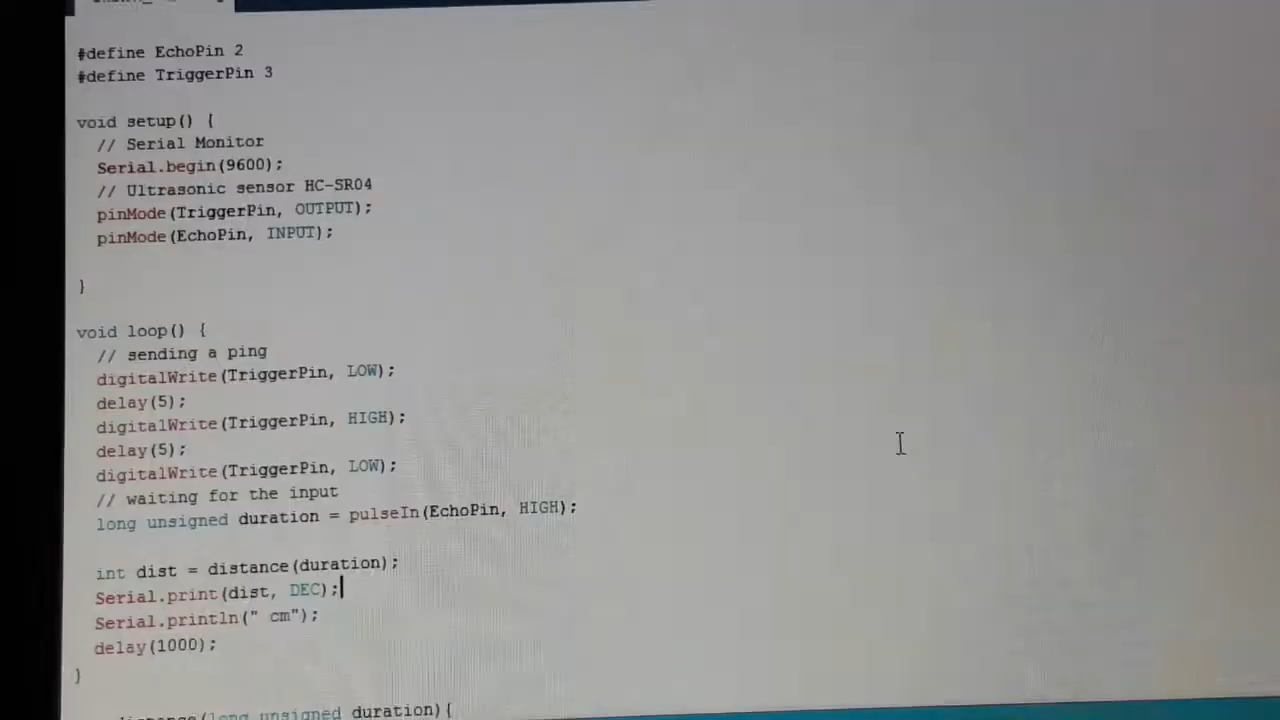 #define EchoPin 2
#define TriggerPin 3
void setup() {
// Serial Monitor
Serial.begin(9600);
// Ultrasonic sensor HC-SR04
pinMode(TriggerPin, OUTPUT);
pinMode(EchoPin, INPUT);
}
void loop() {
// sending a ping
digitalWrite(TriggerPin, LOW);
delay(5);
digitalWrite(TriggerPin, HIGH);
delay(5);
digitalWrite(TriggerPin, LOW);
// waiting for the input
long unsigned duration = pulseIn(EchoPin, HIGH);
int dist = distance(duration);
Serial.print(dist, DEC);
Serial.println(" cm");
delay(1000);
}
distance(long unsigned duration){